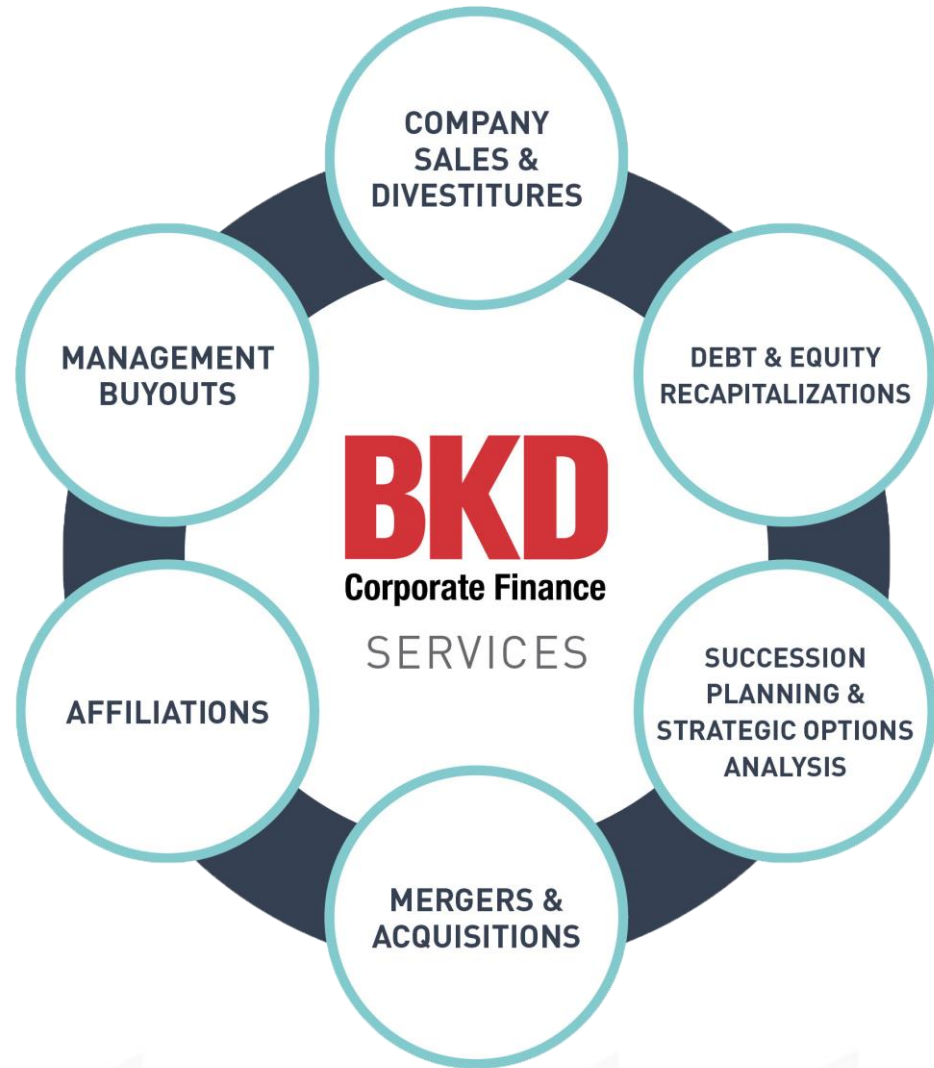 COMPANY
SALES &
DIVESTITURES
MANAGEMENT
BUYOUTS
DEBT & EQUITY
RECAPITALIZATIONS
BKD
Corporate Finance
SERVICES
AFFILIATIONS
SUCCESSION
PLANNING &
STRATEGIC OPTIONS
ANALYSIS
MERGERS &
ACQUISITIONS